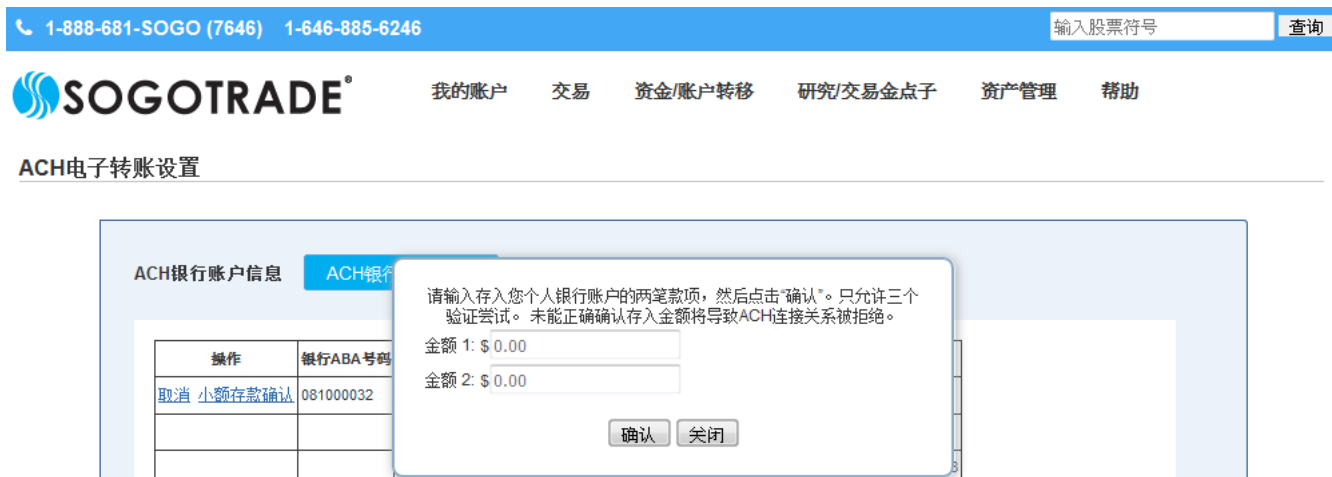 1-888-681-SOGO (7646) 1-646-885-6246 输入股票符号 查询
SOGOTRADE® 我的账户 交易 资金/账户转移 研究/交易金点子 资产管理 帮助
ACH电子转账设置
ACH银行账户信息 ACH银行
请输入存入您个人银行账户的两笔款项，然后点击“确认”。只允许三个
验证尝试。 未能正确确认存入金额将导致ACH连接关系被拒绝。
金额 1: $ 0.00
金额 2: $ 0.00
确认 关闭
操作 银行ABA号码
取消 小额存款确认 081000032